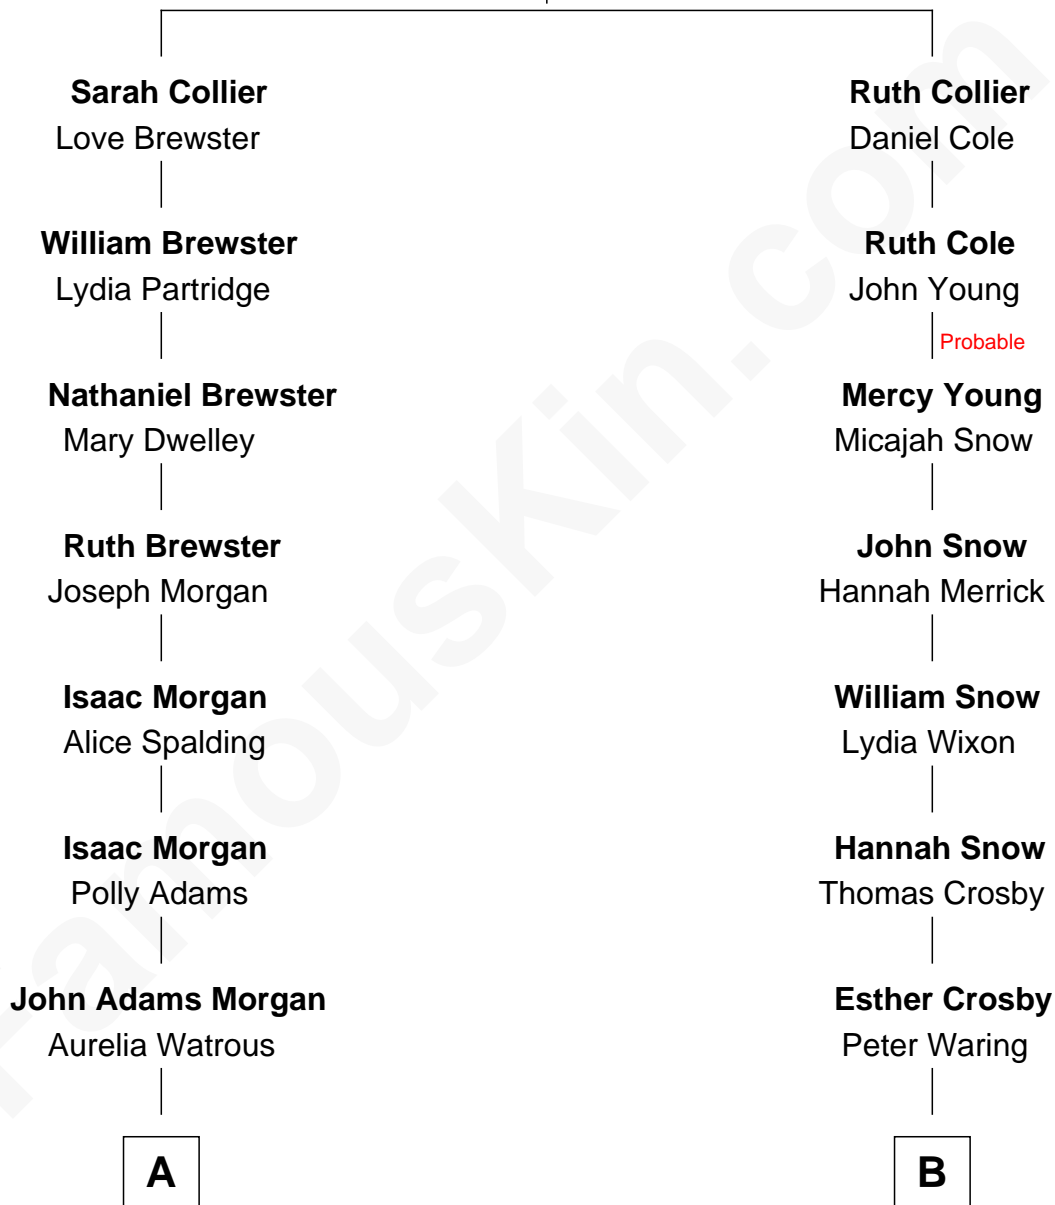 Sarah Collier
Love Brewster
William Brewster
Lydia Partridge
Nathaniel Brewster
Mary Dwelley
Ruth Brewster
Joseph Morgan
Isaac Morgan
Alice Spalding
Isaac Morgan
Polly Adams
John Adams Morgan
Aurelia Watrous
A
Ruth Collier
Daniel Cole
Ruth Cole
John Young
Probable
Mercy Young
Micajah Snow
John Snow
Hannah Merrick
William Snow
Lydia Wixon
Hannah Snow
Thomas Crosby
Esther Crosby
Peter Waring
B
FamousKin.com